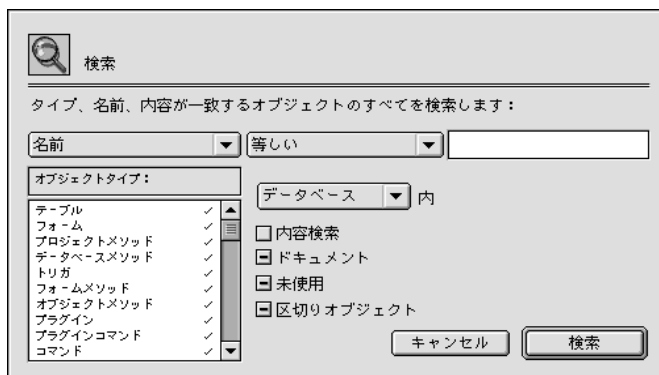 検索
タイプ、名前、内容が一致するオブジェクトのすべてを検索します：
名前 等しい
オブジェクトタイプ：
テーブル
フォーム
プロジェクトメソッド
データベースメソッド
トリガ
フォームメソッド
オブジェクトメソッド
プラグイン
プラグインコマンド
コマンド
データベース 内
内容検索
ドキュメント
未使用
区切りオブジェクト
キャンセル 検索